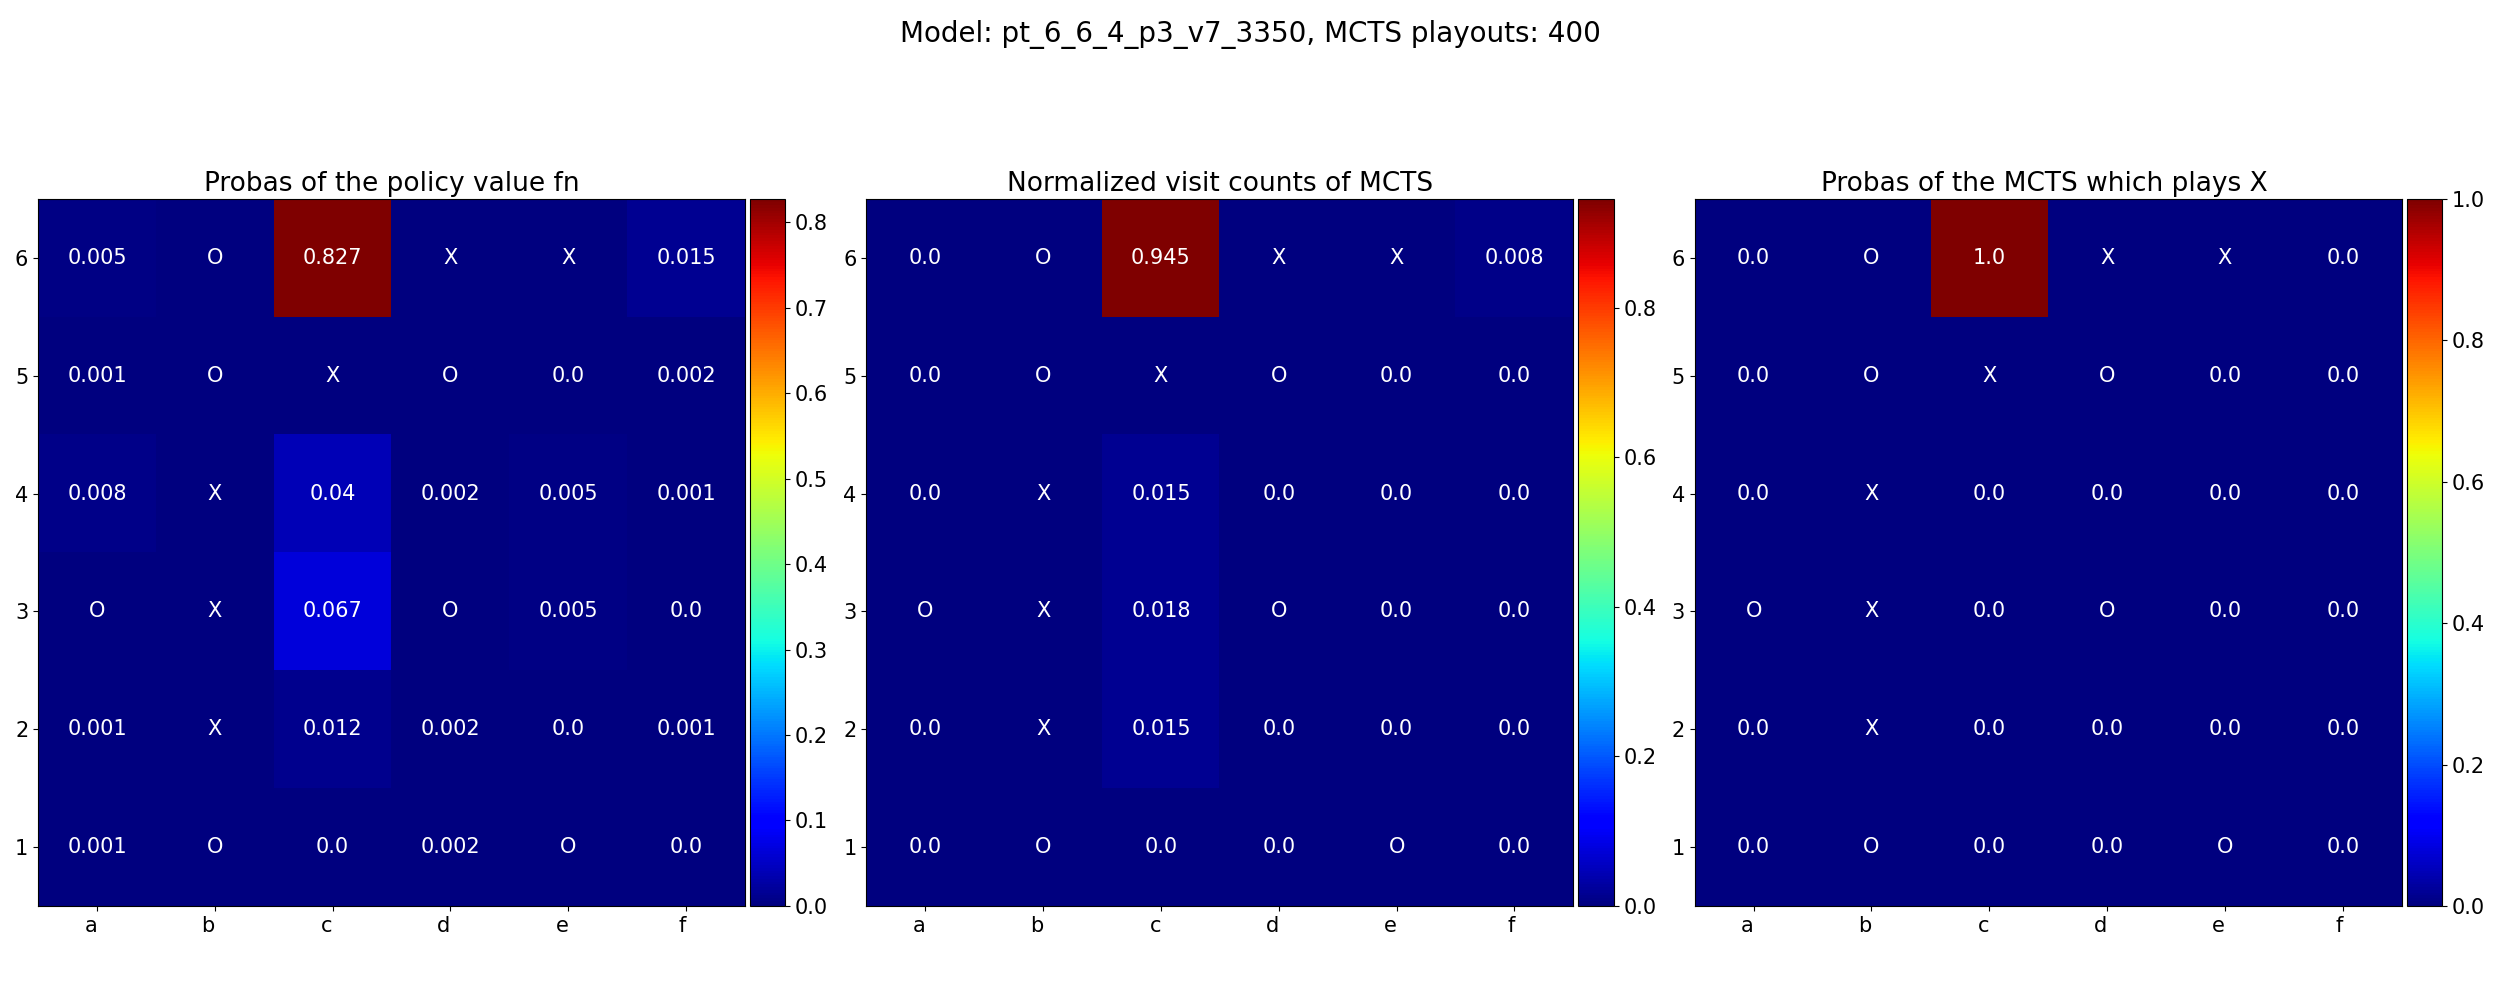 Model: pt_6_6_4_p3_v7_3350, MCTS playouts: 400
Probas of the policy value fn
6 0.005 O 0.827 X X 0.015
5 0.001 O X O 0.0 0.002
4 0.008 X 0.04 0.002 0.005 0.001
3 O X 0.067 O 0.005 0.0
2 0.001 X 0.012 0.002 0.0 0.001
1 0.001 O 0.0 0.002 O 0.0
a b c d e f
0.8
0.7
0.6
0.5
0.4
0.3
0.2
0.1
0.0
Normalized visit counts of MCTS
6 0.0 O 0.945 X X 0.008
5 0.0 O X O 0.0 0.0
4 0.0 X 0.015 0.0 0.0 0.0
3 O X 0.018 O 0.0 0.0
2 0.0 X 0.015 0.0 0.0 0.0
1 0.0 O 0.0 0.0 O 0.0
a b c d e f
0.8
0.6
0.4
0.2
0.0
Probas of the MCTS which plays X
6 0.0 O 1.0 X X 0.0
5 0.0 O X O 0.0 0.0
4 0.0 X 0.0 0.0 0.0 0.0
3 O X 0.0 O 0.0 0.0
2 0.0 X 0.0 0.0 0.0 0.0
1 0.0 O 0.0 0.0 O 0.0
a b c d e f
1.0
0.8
0.6
0.4
0.2
0.0